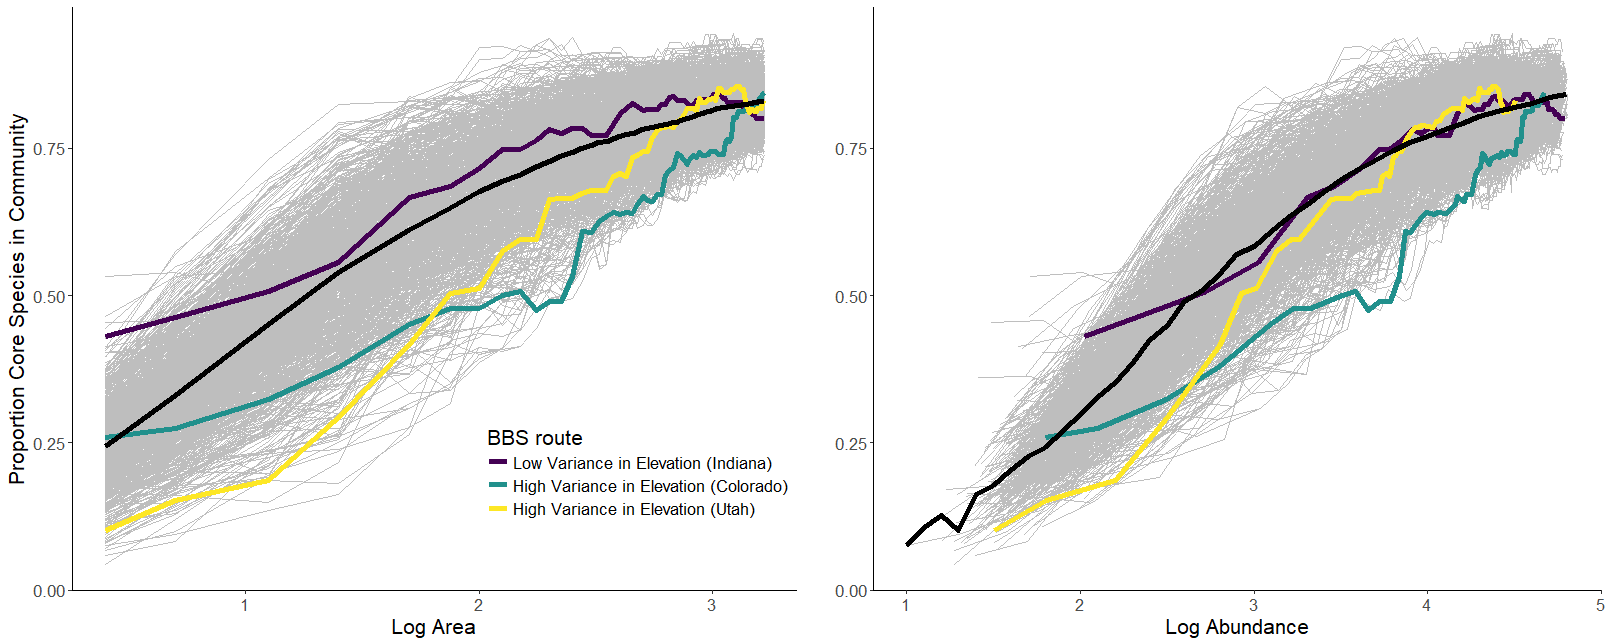 Proportion Core Species in Community
0.75
0.50
0.25
0.00
1
2
3
Log Area
BBS route
Low Variance in Elevation (Indiana)
High Variance in Elevation (Colorado)
High Variance in Elevation (Utah)
0.75
0.50
0.25
0.00
1
2
3
4
5
Log Abundance